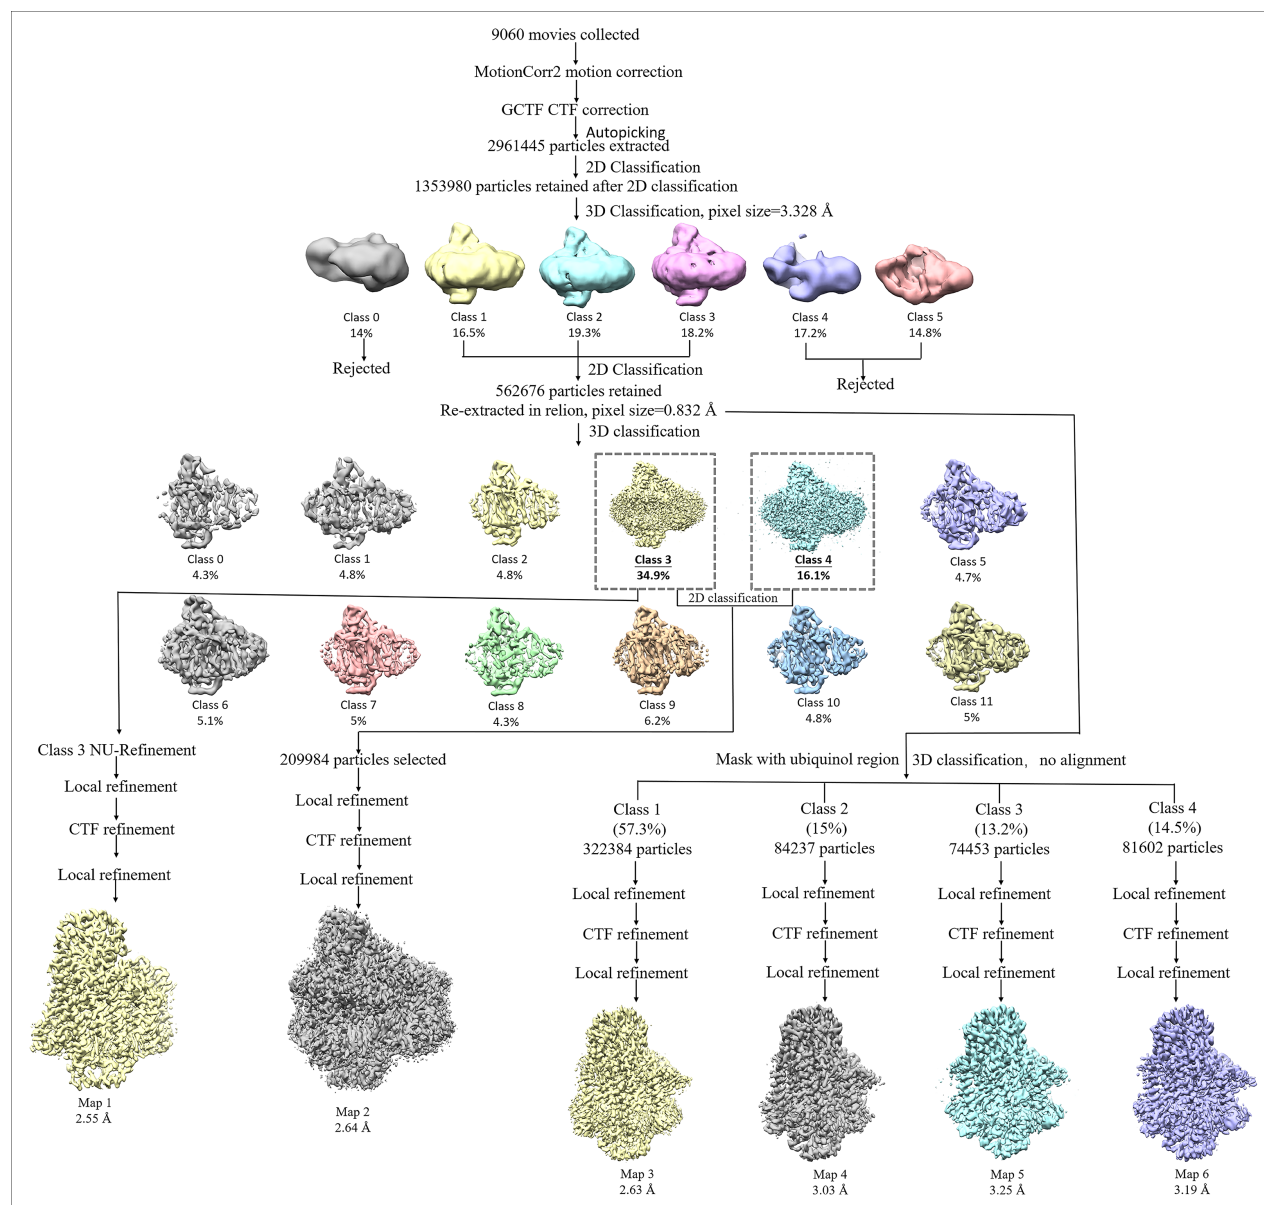 9060 movies collected
MotionCorr2 motion correction
GCTF CTF correction
Autopicking
2961445 particles extracted
2D Classification
1353980 particles retained after 2D classification
3D Classification, pixel size=3.328 Å
Class 0
14%
Class 1
16.5%
Class 2
19.3%
Class 3
18.2%
Class 4
17.2%
Class 5
14.8%
Rejected
2D Classification
Rejected
562676 particles retained
Re-extracted in relion, pixel size=0.832 Å
3D classification
Class 0
4.3%
Class 1
4.8%
Class 2
4.8%
Class 3
34.9%
Class 4
16.1%
Class 5
4.7%
2D classification
Class 6
5.1%
Class 7
5%
Class 8
4.3%
Class 9
6.2%
Class 10
4.8%
Class 11
5%
Class 3 NU-Refinement
Local refinement
CTF refinement
Local refinement
Map 1
2.55 Å
209984 particles selected
Local refinement
CTF refinement
Local refinement
Map 2
2.64 Å
Mask with ubiquinol region
3D classification, no alignment
Class 1
(57.3%)
322384 particles
Local refinement
CTF refinement
Local refinement
Map 3
2.63 Å
Class 2
(15%)
84237 particles
Local refinement
CTF refinement
Local refinement
Map 4
3.03 Å
Class 3
(13.2%)
74453 particles
Local refinement
CTF refinement
Local refinement
Map 5
3.25 Å
Class 4
(14.5%)
81602 particles
Local refinement
CTF refinement
Local refinement
Map 6
3.19 Å